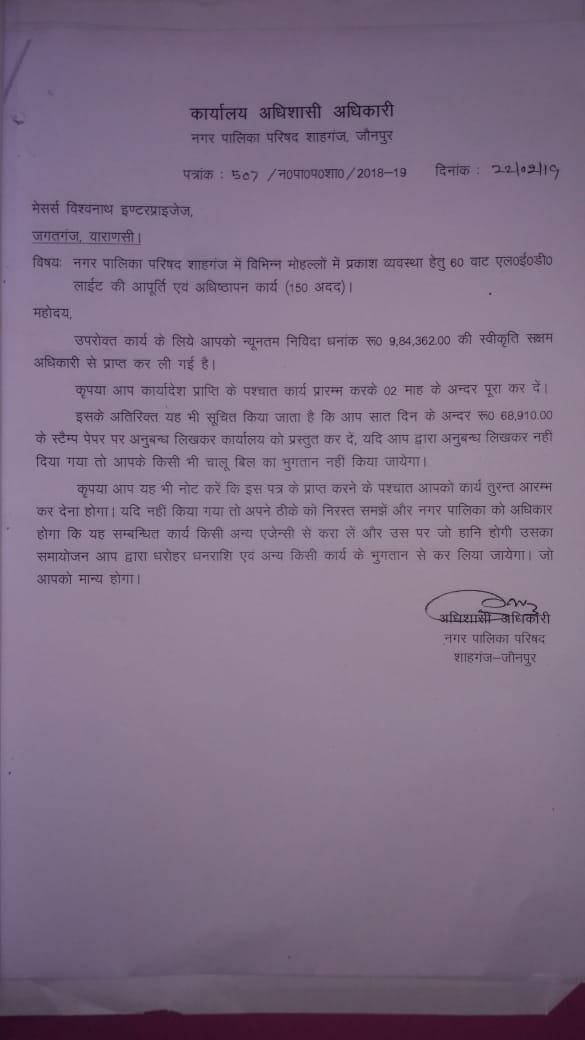 कार्यालय अधिशासी अधिकारी
नगर पालिका परिषद शाहगंज, जौनपुर
पत्रांक : 507 /न०पा०प०शा०/2018-19 दिनांक : 22/02/19
मेसर्स विश्वनाथ इण्टरप्राइजेज,
जगतगंज, वाराणसी।
विषयः नगर पालिका परिषद शाहगंज में विभिन्न मोहल्लों में प्रकाश व्यवस्था हेतु 60 वाट एल०ई०डी०
लाईट की आपूर्ति एवं अधिष्ठापन कार्य (150 अदद)।
महोदय,
उपरोक्त कार्य के लिये आपको न्यूनतम निविदा धनांक रू0 9,84,362.00 की स्वीकृति सक्षम
अधिकारी से प्राप्त कर ली गई है।
कृपया आप कार्यादेश प्राप्ति के पश्चात कार्य प्रारम्भ करके 02 माह के अन्दर पूरा कर दें।
इसके अतिरिक्त यह भी सूचित किया जाता है कि आप सात दिन के अन्दर रू0 68,910.00
के स्टैम्प पेपर पर अनुबन्ध लिखकर कार्यालय को प्रस्तुत कर दें, यदि आप द्वारा अनुबन्ध लिखकर नहीं
दिया गया तो आपके किसी भी चालू बिल का भुगतान नहीं किया जायेगा।
कृपया आप यह भी नोट करें कि इस पत्र के प्राप्त करने के पश्चात आपको कार्य तुरन्त आरम्भ
कर देना होगा। यदि नहीं किया गया तो अपने ठीके को निरस्त समझें और नगर पालिका को अधिकार
होगा कि यह सम्बन्धित कार्य किसी अन्य एजेन्सी से करा लें और उस पर जो हानि होगी उसका
समायोजन आप द्वारा धरोहर धनराशि एवं अन्य किसी कार्य के भुगतान से कर लिया जायेगा। जो
आपको मान्य होगा।
अधिशासी अधिकारी
नगर पालिका परिषद
शाहगंज-जौनपुर